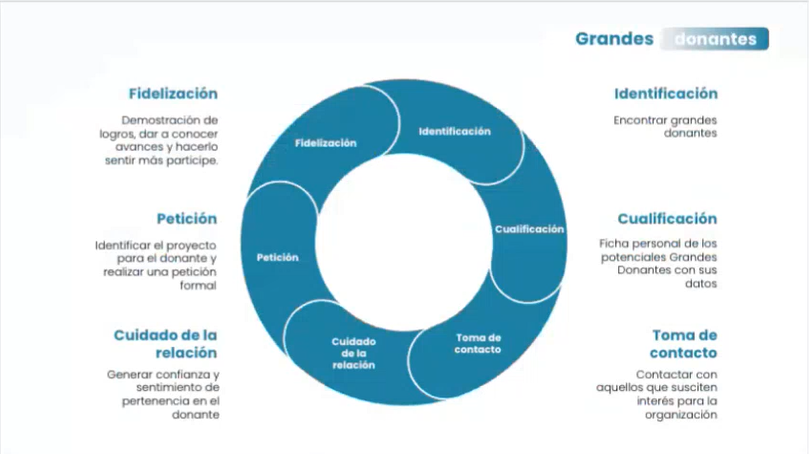 Grandes donantes
Fidelización
Demostración de
logros, dar a conocer
avances y hacerlo
sentir más participe.
Petición
Identificar el proyecto
para el donante y
realizar una petición
formal
Cuidado de la
relación
Generar confianza y
sentimiento de
pertenencia en el
donante
Fidelización
Identificación
Cualificación
Toma de
contacto
Cuidado
de la
relación
Petición
Identificación
Encontrar grandes
donantes
Cualificación
Ficha personal de los
potenciales Grandes
Donantes con sus
datos
Toma de
contacto
Contactar con
aquellos que susciten
interés para la
organización